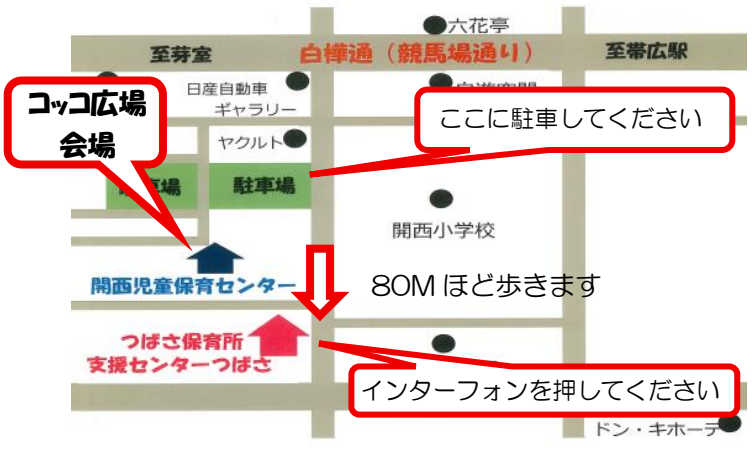 六花亭
至芽室
白樺通（競馬場通り）
至帯広駅
日産自動車
ギャラリー
コッコ広場
会場
ここに駐車してください
ヤクルト
車場
駐車場
開西小学校
開西児童保育センター
80Mほど歩きます
つばさ保育所
支援センターつばさ
インターフォンを押してください
ドン・キホーテ